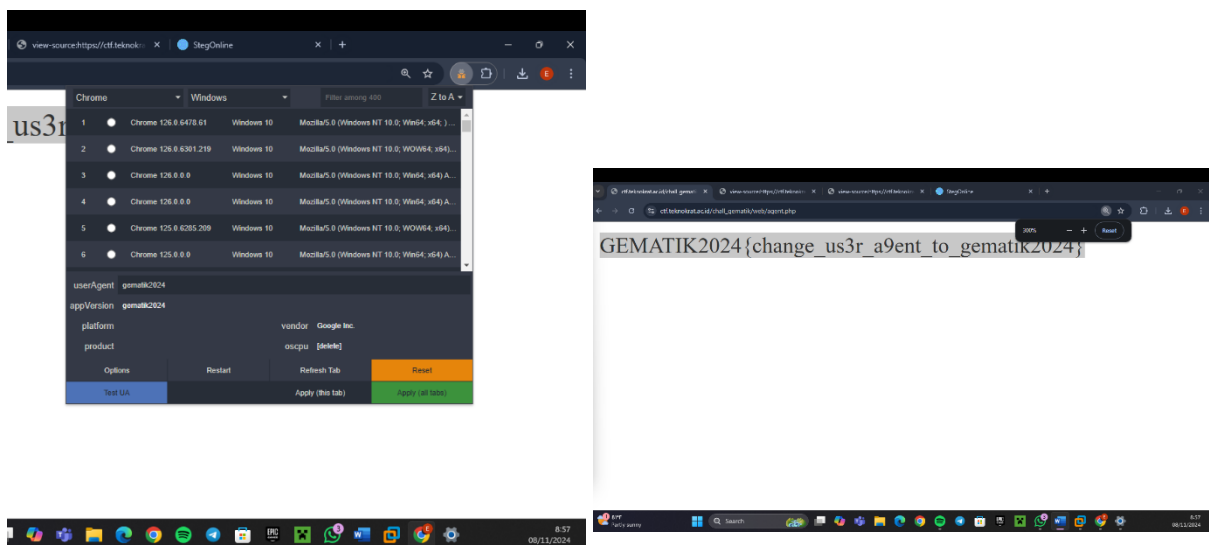 view-source:https://ctf.teknokr
StegOnline
us3r
Chrome Windows Filter among 400 Z to A
1 Chrome 126.0.6478.61 Windows 10 Mozilla/5.0 (Windows NT 10.0; Win64; x64; ) ...
2 Chrome 126.0.6301.219 Windows 10 Mozilla/5.0 (Windows NT 10.0; WOW64; x64)...
3 Chrome 126.0.0.0 Windows 10 Mozilla/5.0 (Windows NT 10.0; Win64; x64) A...
4 Chrome 126.0.0.0 Windows 10 Mozilla/5.0 (Windows NT 10.0; Win64; x64) A...
5 Chrome 125.0.6285.209 Windows 10 Mozilla/5.0 (Windows NT 10.0; WOW64; x64)...
6 Chrome 125.0.0.0 Windows 10 Mozilla/5.0 (Windows NT 10.0; Win64; x64) A...
userAgent gematik2024
appVersion gematik2024
platform vendor Google Inc.
product oscpu [delete]
Options Restart Refresh Tab Reset
Test UA Apply (this tab) Apply (all tabs)
EPIC
8:57
08/11/2024
StegOnline
ctf.teknokrat.ac.id/chall_gematik/web/agent.php
300% - + Reset
GEMATIK2024{change_us3r_a9ent_to_gematik2024}
Partly sunny
Search
8:57
08/11/2024